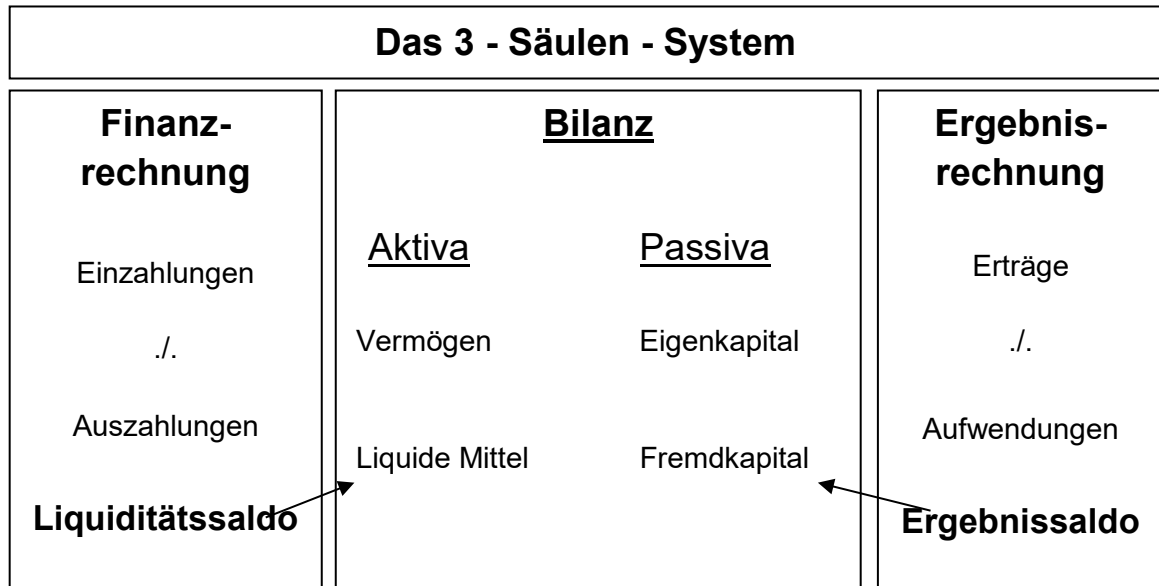 Das 3 - Säulen - System
Finanz-
rechnung
Einzahlungen
./.
Auszahlungen
Liquiditätssaldo
Bilanz
Aktiva
Vermögen
Liquide Mittel
Passiva
Eigenkapital
Fremdkapital
Ergebnis-
rechnung
Erträge
./.
Aufwendungen
Ergebnissaldo